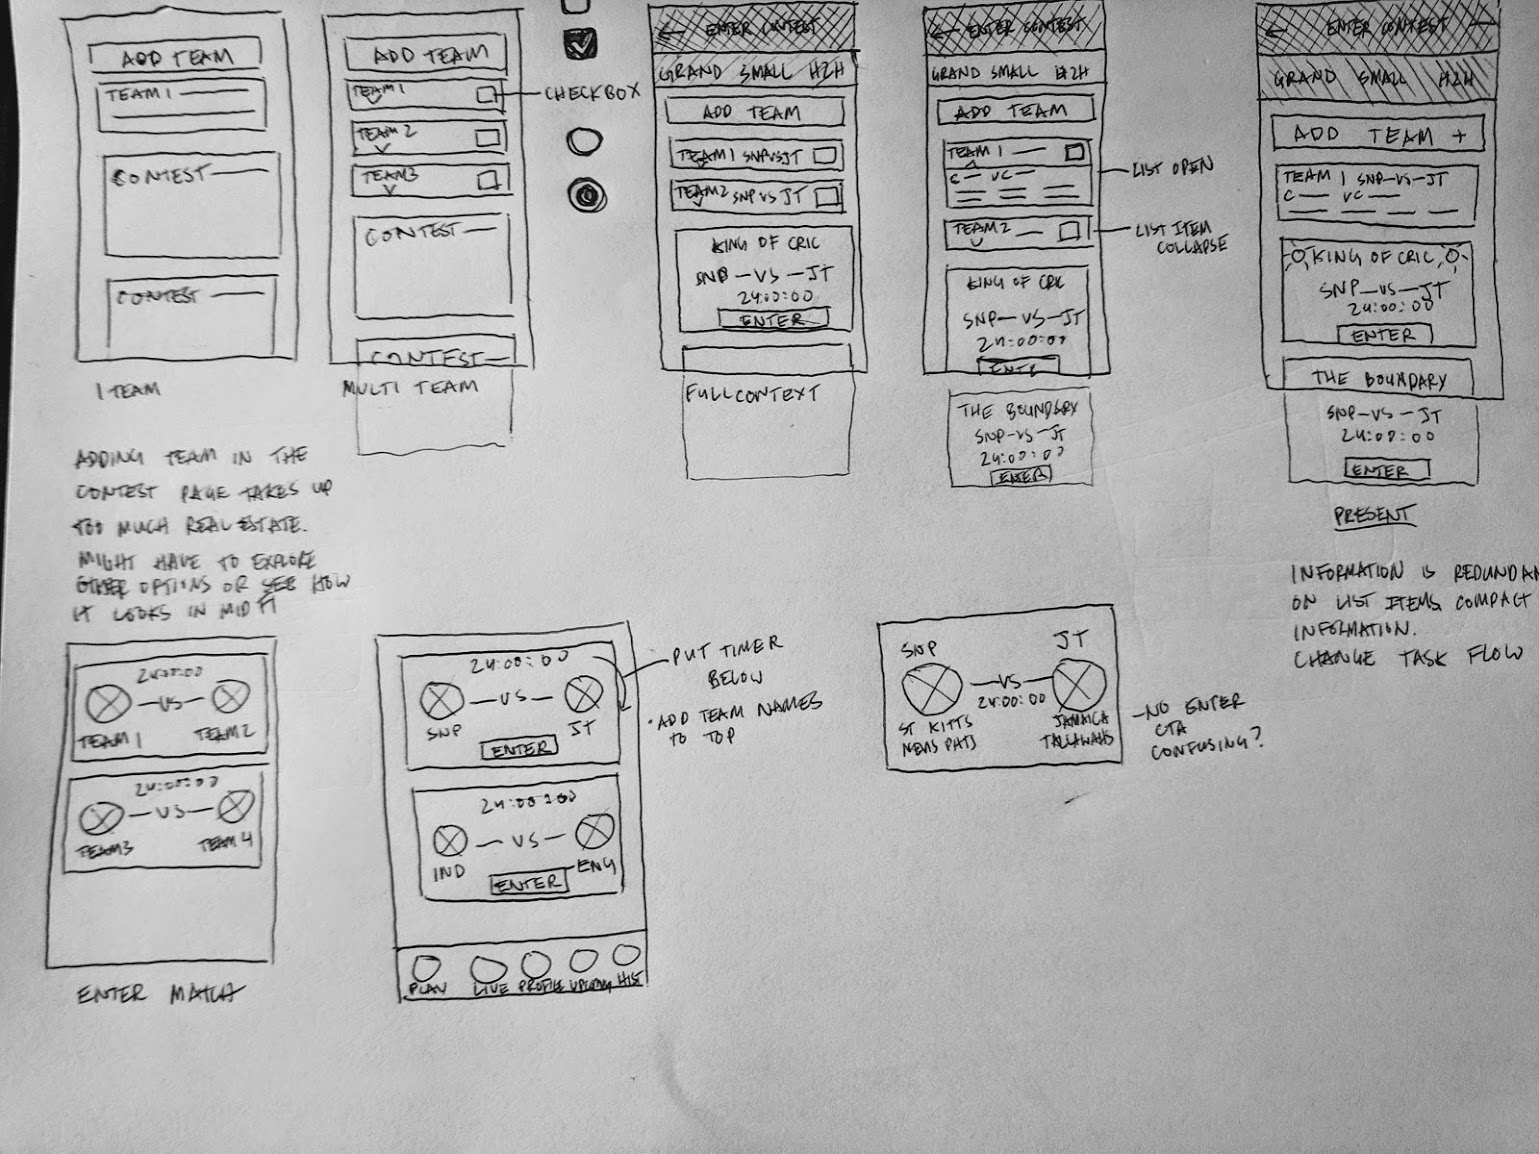 ADD TEAM
TEAM 1
CONTEST
CONTEST
1 TEAM
ADD TEAM
TEAM 1
TEAM 2
TEAM 3
CONTEST
CONTEST
MULTI TEAM
CHECKBOX
ENTER CONTEST
GRAND SMALL H2H
ADD TEAM
TEAM 1 SNP VS JT
TEAM 2 SNP VS JT
KING OF CRIC
SNP - VS - JT
24:00:00
ENTER
FULL CONTEXT
ENTER CONTEST
GRAND SMALL H2H
ADD TEAM
TEAM 1
C VC
TEAM 2
KING OF CRIC
SNP - VS - JT
24:00:00
ENTE
THE BOUNDARY
SNP - VS - JT
24:00:00
ENTER
LIST OPEN
LIST ITEM
COLLAPSE
ENTER CONTEST
GRAND SMALL H2H
ADD TEAM +
TEAM 1 SNP - VS - JT
C VC
KING OF CRIC
SNP - VS - JT
24:00:00
ENTER
THE BOUNDARY
SNP - VS - JT
24:00:00
ENTER
PRESENT
INFORMATION IS REDUNDAN
ON LIST ITEMS, COMPACT
INFORMATION.
CHANGE TASK FLOW
ADDING TEAM IN THE
CONTEST PAGE TAKES UP
TOO MUCH REAL ESTATE.
MIGHT HAVE TO EXPLORE
OTHER OPTIONS OR SEE HOW
IT LOOKS IN MID FI
24:00:00
- VS -
TEAM 1 TEAM 2
24:00:00
- VS -
TEAM 3 TEAM 4
ENTER MATCH
24:00:00
- VS -
SNP JT
ENTER
24:00:00
- VS -
IND ENG
ENTER
PLAY LIVE PROFILE HIS
PUT TIMER
BELOW
· ADD TEAM NAMES
TO TOP
SNP JT
- VS -
24:00:00
ST KITTS JAMAICA
NEVIS PATS TALLAWAHS
- NO ENTER
CTA
CONFUSING?